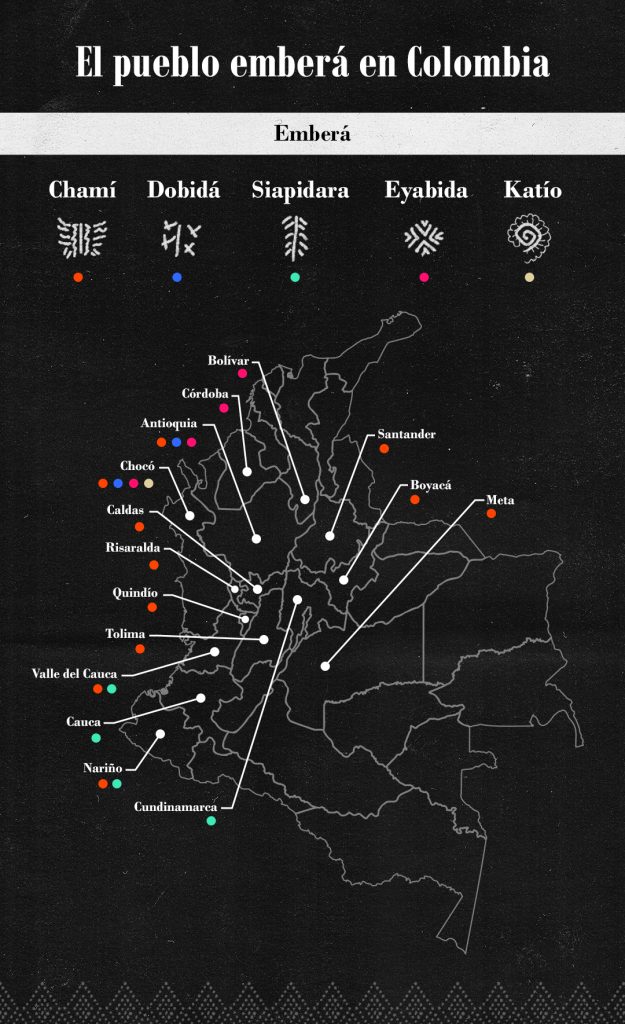 El pueblo emberá en Colombia
Emberá
Chamí Dobidá Siapidara Eyabida Katío
Bolívar
Córdoba
Antioquia
Santander
Chocó
Boyacá
Meta
Caldas
Risaralda
Quindío
Tolima
Valle del Cauca
Cauca
Nariño
Cundinamarca